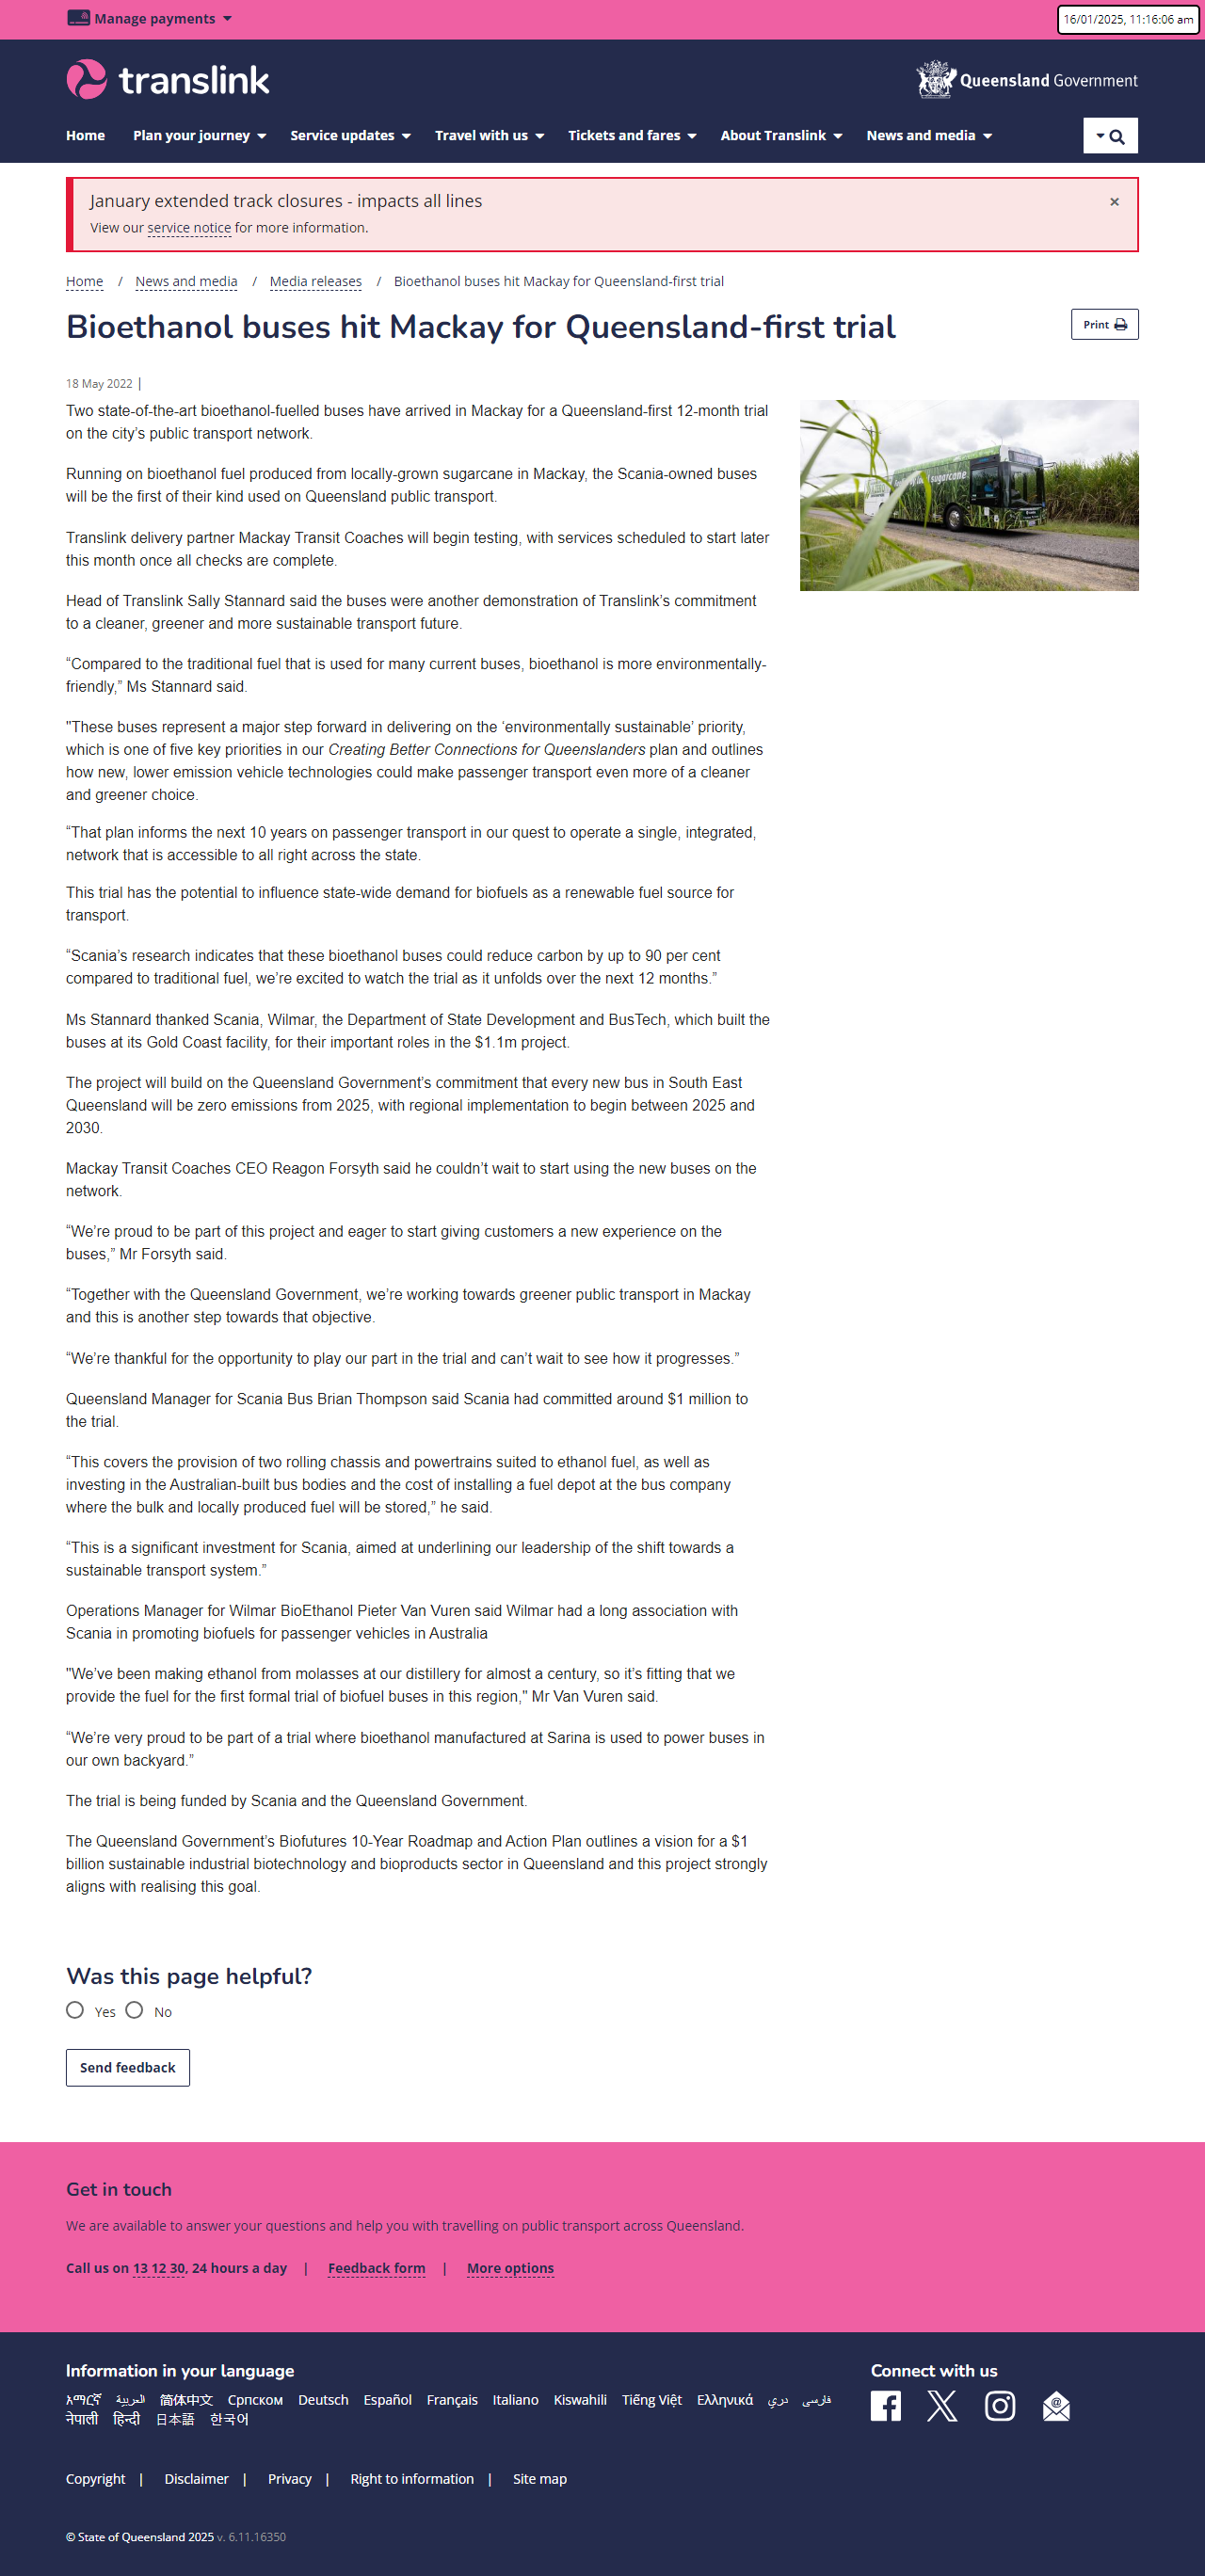 Manage payments
16/01/2025, 11:16:06 am
translink
Queensland Government
Home Plan your journey Service updates Travel with us Tickets and fares About Translink News and media
January extended track closures - impacts all lines
×
View our service notice for more information.
Home / News and media / Media releases / Bioethanol buses hit Mackay for Queensland-first trial
Bioethanol buses hit Mackay for Queensland-first trial
Print
18 May 2022 |
Two state-of-the-art bioethanol-fuelled buses have arrived in Mackay for a Queensland-first 12-month trial
on the city’s public transport network.
Running on bioethanol fuel produced from locally-grown sugarcane in Mackay, the Scania-owned buses
will be the first of their kind used on Queensland public transport.
Translink delivery partner Mackay Transit Coaches will begin testing, with services scheduled to start later
this month once all checks are complete.
Head of Translink Sally Stannard said the buses were another demonstration of Translink’s commitment
to a cleaner, greener and more sustainable transport future.
“Compared to the traditional fuel that is used for many current buses, bioethanol is more environmentally-
friendly,” Ms Stannard said.
"These buses represent a major step forward in delivering on the ‘environmentally sustainable’ priority,
which is one of five key priorities in our Creating Better Connections for Queenslanders plan and outlines
how new, lower emission vehicle technologies could make passenger transport even more of a cleaner
and greener choice.
“That plan informs the next 10 years on passenger transport in our quest to operate a single, integrated,
network that is accessible to all right across the state.
This trial has the potential to influence state-wide demand for biofuels as a renewable fuel source for
transport.
“Scania’s research indicates that these bioethanol buses could reduce carbon by up to 90 per cent
compared to traditional fuel, we’re excited to watch the trial as it unfolds over the next 12 months.”
Ms Stannard thanked Scania, Wilmar, the Department of State Development and BusTech, which built the
buses at its Gold Coast facility, for their important roles in the $1.1m project.
The project will build on the Queensland Government’s commitment that every new bus in South East
Queensland will be zero emissions from 2025, with regional implementation to begin between 2025 and
2030.
Mackay Transit Coaches CEO Reagon Forsyth said he couldn’t wait to start using the new buses on the
network.
“We’re proud to be part of this project and eager to start giving customers a new experience on the
buses,” Mr Forsyth said.
“Together with the Queensland Government, we’re working towards greener public transport in Mackay
and this is another step towards that objective.
“We’re thankful for the opportunity to play our part in the trial and can’t wait to see how it progresses.”
Queensland Manager for Scania Bus Brian Thompson said Scania had committed around $1 million to
the trial.
“This covers the provision of two rolling chassis and powertrains suited to ethanol fuel, as well as
investing in the Australian-built bus bodies and the cost of installing a fuel depot at the bus company
where the bulk and locally produced fuel will be stored,” he said.
“This is a significant investment for Scania, aimed at underlining our leadership of the shift towards a
sustainable transport system.”
Operations Manager for Wilmar BioEthanol Pieter Van Vuren said Wilmar had a long association with
Scania in promoting biofuels for passenger vehicles in Australia
"We’ve been making ethanol from molasses at our distillery for almost a century, so it’s fitting that we
provide the fuel for the first formal trial of biofuel buses in this region," Mr Van Vuren said.
“We’re very proud to be part of a trial where bioethanol manufactured at Sarina is used to power buses in
our own backyard.”
The trial is being funded by Scania and the Queensland Government.
The Queensland Government’s Biofutures 10-Year Roadmap and Action Plan outlines a vision for a $1
billion sustainable industrial biotechnology and bioproducts sector in Queensland and this project strongly
aligns with realising this goal.
sugarcane
Was this page helpful?
Yes No
Send feedback
Get in touch
We are available to answer your questions and help you with travelling on public transport across Queensland.
Call us on 13 12 30, 24 hours a day | Feedback form | More options
Information in your language
አማርኛ العربية 简体中文 Српском Deutsch Español Français Italiano Kiswahili Tiếng Việt Ελληνικά دري فارسی
नेपाली हिन्दी 日本語 한국어
Connect with us
Copyright | Disclaimer | Privacy | Right to information | Site map
© State of Queensland 2025 v. 6.11.16350